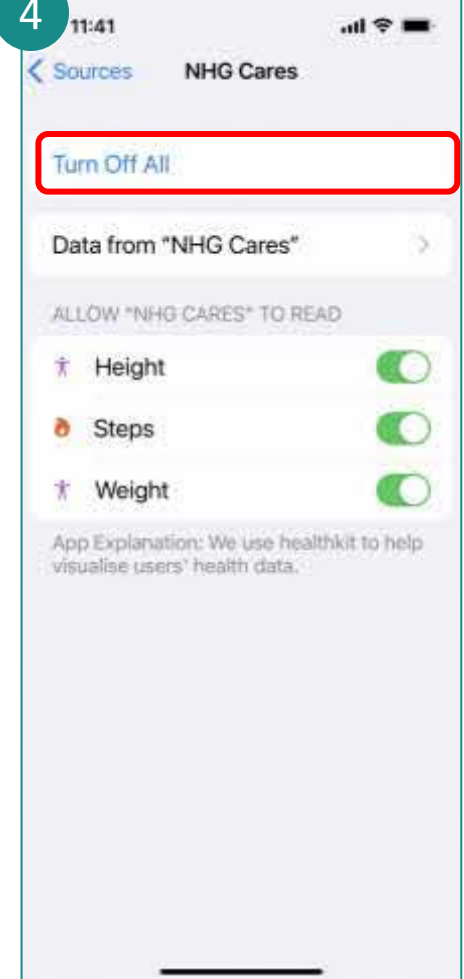 4
11:41
Sources NHG Cares
Turn Off All
Data from "NHG Cares"
ALLOW "NHG CARES" TO READ
Height
Steps
Weight
App Explanation: We use healthkit to help
visualise users' health data.